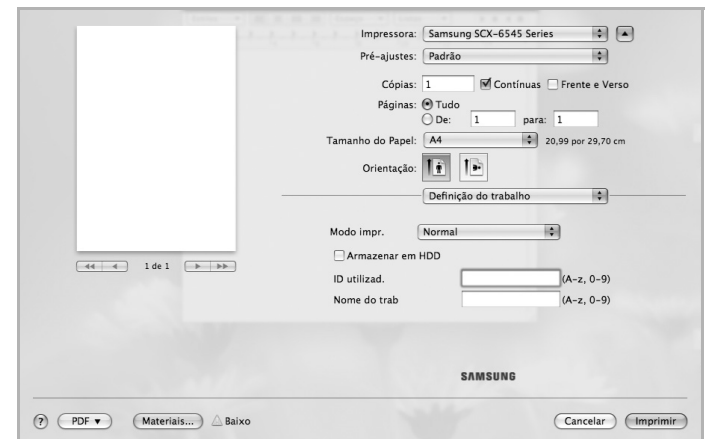 Impressora: Samsung SCX-6545 Series
Pré-ajustes: Padrão
Cópias: 1 Contínuas Frente e Verso
Páginas: Tudo
De: 1 para: 1
Tamanho do Papel: A4 20,99 por 29,70 cm
Orientação:
Definição do trabalho
Modo impr. Normal
Armazenar em HDD
1 de 1
ID utilizad. (A-z, 0-9)
Nome do trab (A-z, 0-9)
SAMSUNG
? PDF Materiais... Baixo Cancelar Imprimir